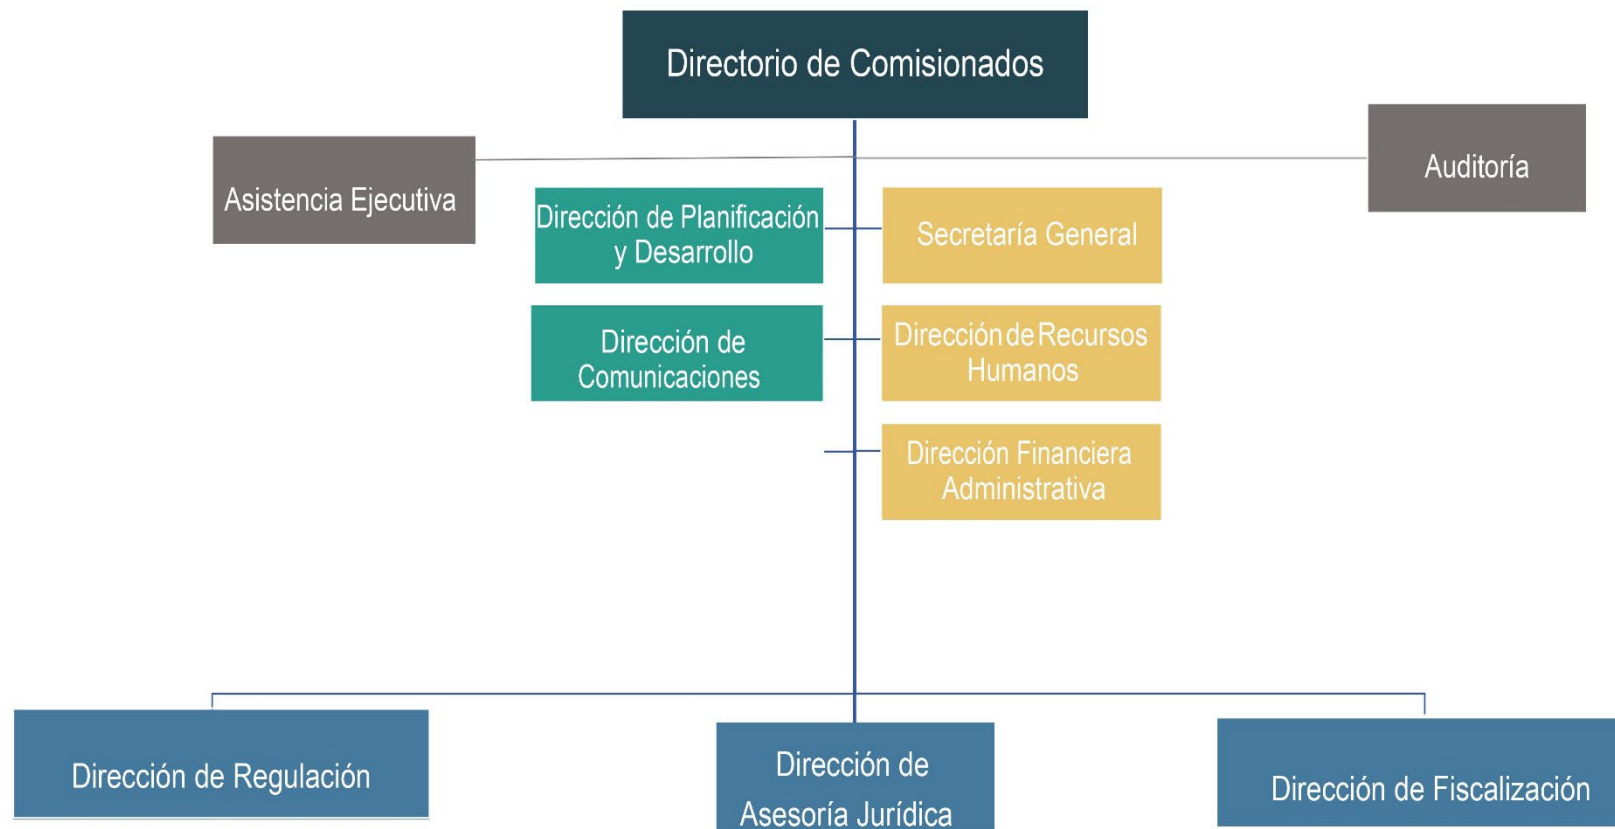 Directorio de Comisionados
Asistencia Ejecutiva
Auditoría
Dirección de Planificación
y Desarrollo
Secretaría General
Dirección de
Comunicaciones
Dirección de Recursos
Humanos
Dirección Financiera
Administrativa
Dirección de Regulación
Dirección de
Asesoría Jurídica
Dirección de Fiscalización